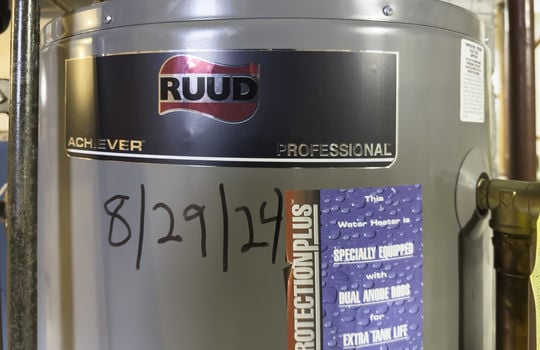 RUUD
ACHIEVER
PROFESSIONAL
8/29/24
PROTECTIONPLUS
This
Water Heater is
SPECIALLY EQUIPPED
with
DUAL ANODE RODS
for
EXTRA TANK LIFE